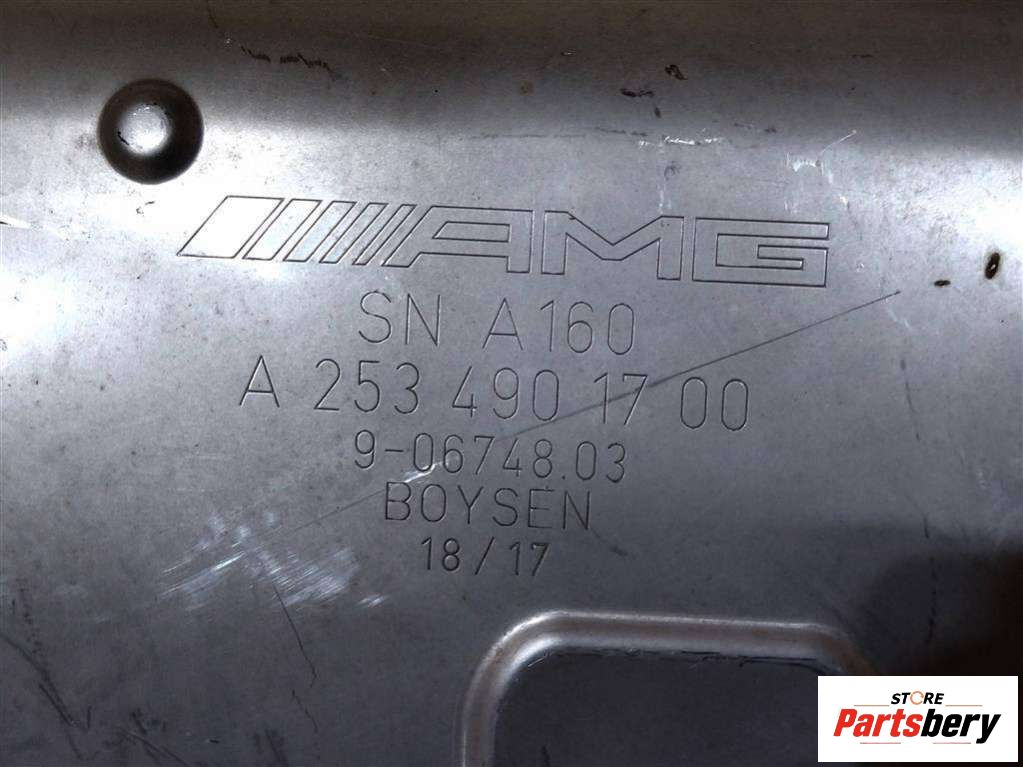 AMG
SN A160
A 253 490 17 00
9-06748.03
BOYSEN
18/17
STORE
Partsbery